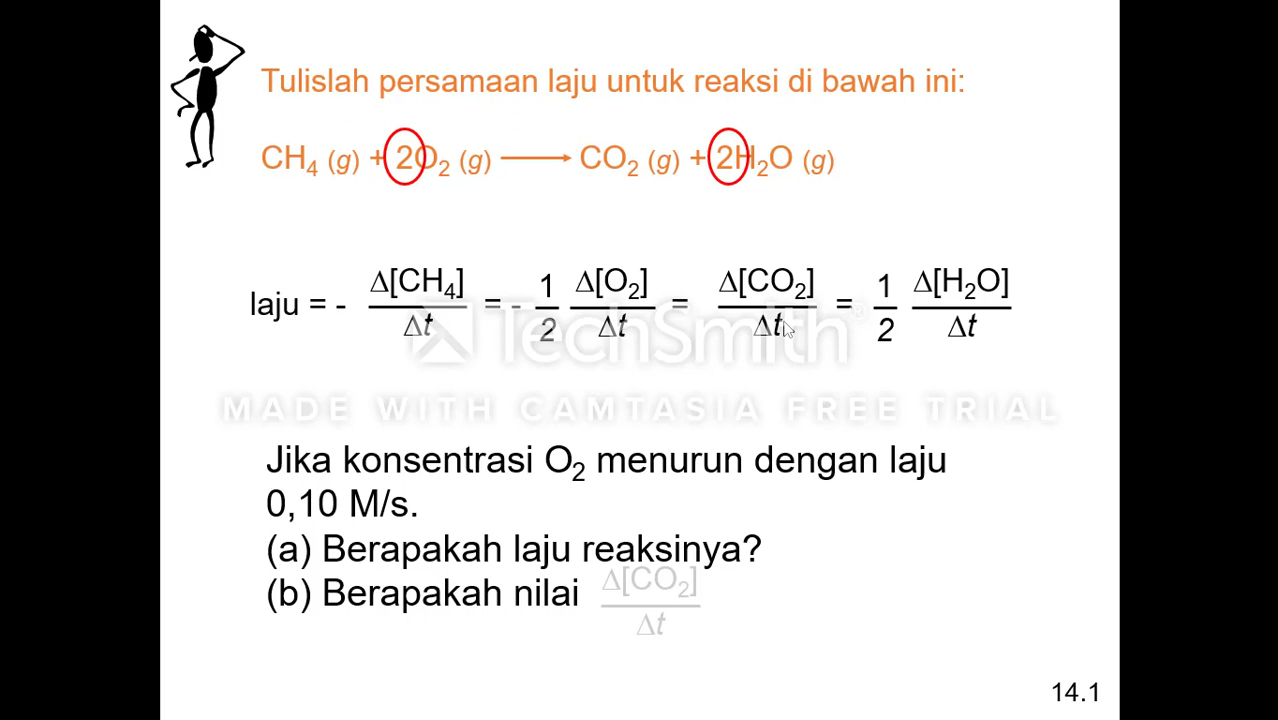 Tulislah persamaan laju untuk reaksi di bawah ini:
CH₄ (g) + 2O₂ (g) ⟶ CO₂ (g) + 2H₂O (g)
laju = - Δ[CH₄]/Δt = - 1/2 Δ[O₂]/Δt = Δ[CO₂]/Δt = 1/2 Δ[H₂O]/Δt
TechSmith®
MADE WITH CAMTASIA FREE TRIAL
Jika konsentrasi O₂ menurun dengan laju
0,10 M/s.
(a) Berapakah laju reaksinya?
(b) Berapakah nilai Δ[CO₂]/Δt
14.1